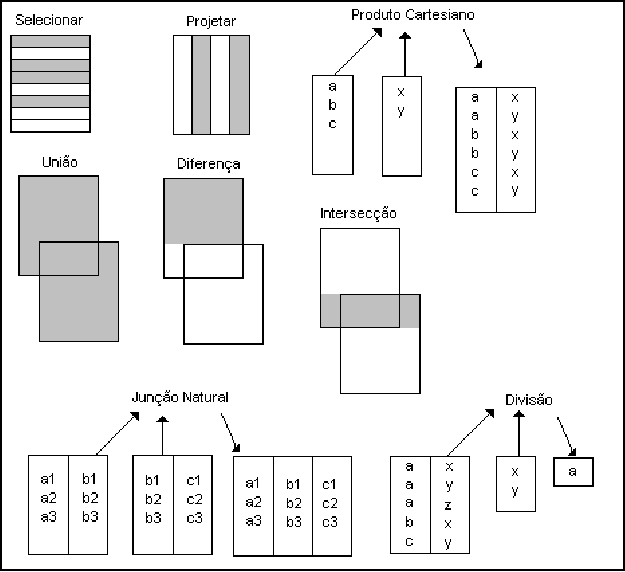 Selecionar
Projetar
Produto Cartesiano
a
b
c
x
y
a x
a y
b x
b y
c x
c y
União
Diferença
Intersecção
Junção Natural
a1 b1
a2 b2
a3 b3
b1 c1
b2 c2
b3 c3
a1 b1 c1
a2 b2 c2
a3 b3 c3
Divisão
a x
a y
a z
b x
c y
x
y
a